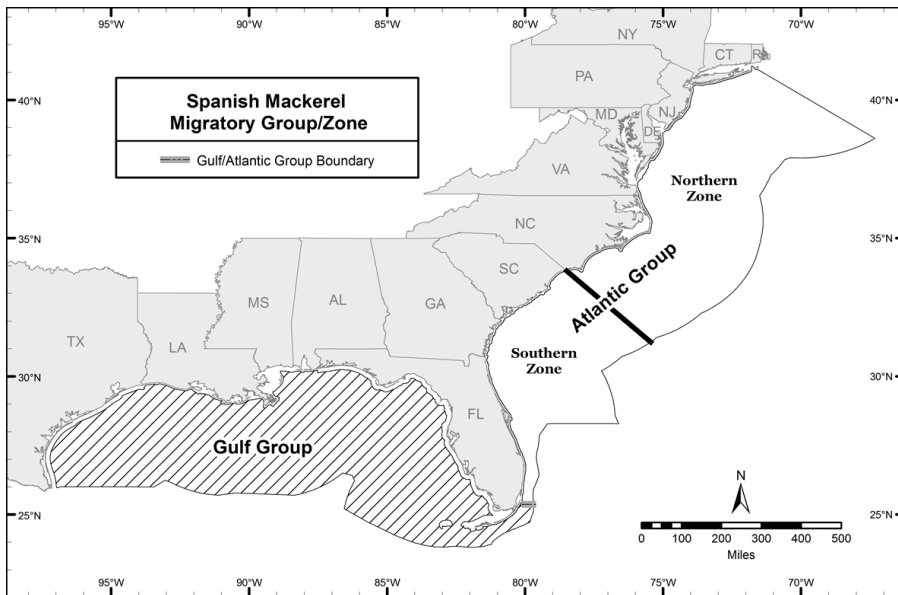 95°W 90°W 85°W 80°W 75°W 70°W
NY
CT
RI
PA
40°N
40°N
Spanish Mackerel
Migratory Group/Zone
Gulf/Atlantic Group Boundary
MD
NJ
DE
VA
Northern
Zone
NC
35°N
35°N
SC
Atlantic Group
MS
AL
GA
TX
LA
Southern
Zone
30°N
30°N
FL
Gulf Group
N
25°N
25°N
0 100 200 300 400 500
Miles
95°W 90°W 85°W 80°W 75°W 70°W